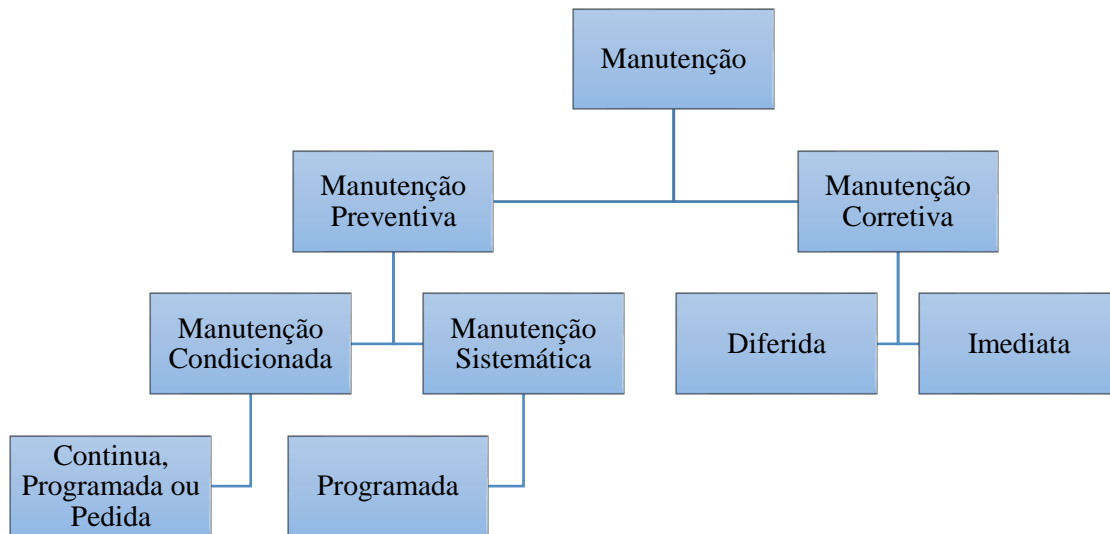 Manutenção
Manutenção
Preventiva
Manutenção
Corretiva
Manutenção
Condicionada
Manutenção
Sistemática
Diferida
Imediata
Continua,
Programada ou
Pedida
Programada